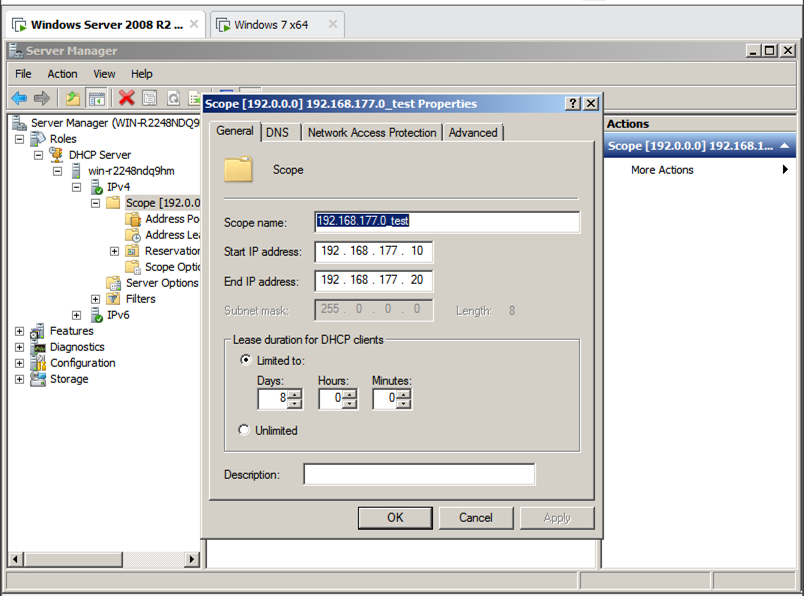 Windows Server 2008 R2 ...
Windows 7 x64
Server Manager
File Action View Help
Server Manager (WIN-R2248NDQ9
Roles
DHCP Server
win-r2248ndq9hm
IPv4
Scope [192.0.0
Address Po
Address Lea
Reservation
Scope Optio
Server Options
Filters
IPv6
Features
Diagnostics
Configuration
Storage
Scope [192.0.0.0] 192.168.177.0_test Properties
General DNS Network Access Protection Advanced
Scope
Scope name: 192.168.177.0_test
Start IP address: 192 . 168 . 177 . 10
End IP address: 192 . 168 . 177 . 20
Subnet mask: 255 . 0 . 0 . 0 Length: 8
Lease duration for DHCP clients
Limited to:
Days: Hours: Minutes:
8 0 0
Unlimited
Description:
OK Cancel Apply
Actions
Scope [192.0.0.0] 192.168.1...
More Actions